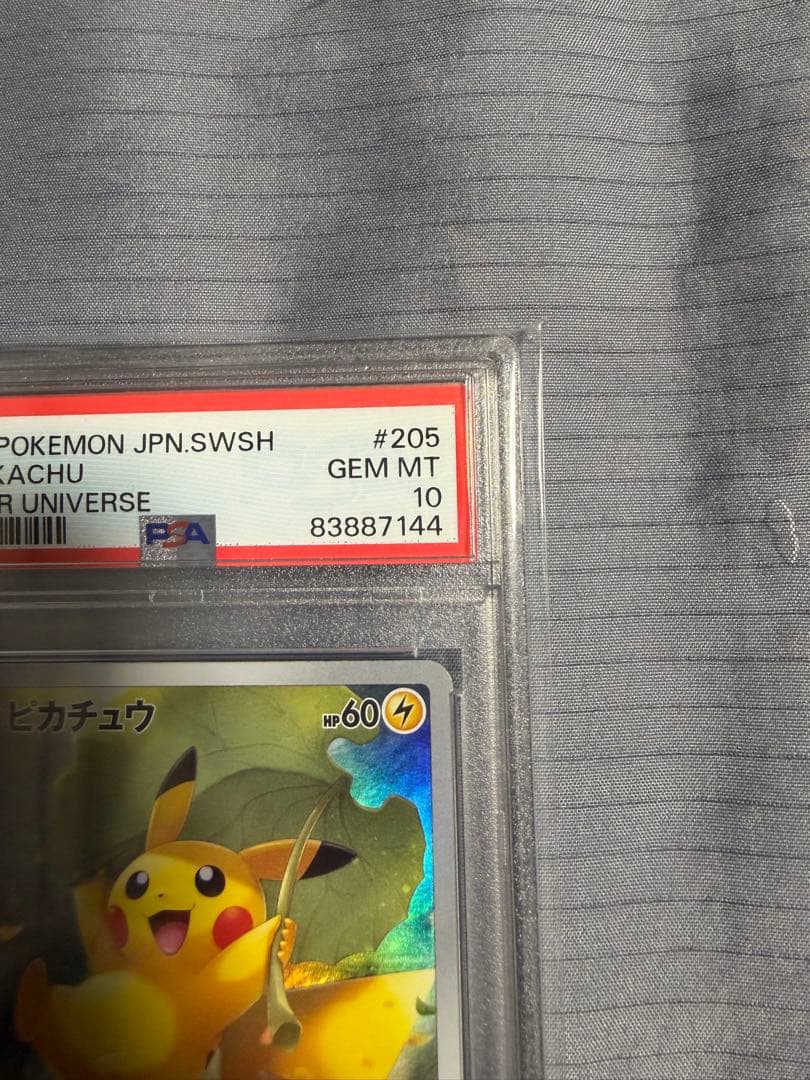 POKEMON JPN.SWSH #205
KACHU GEM MT
R UNIVERSE 10
PSA 83887144
ピカチュウ HP60